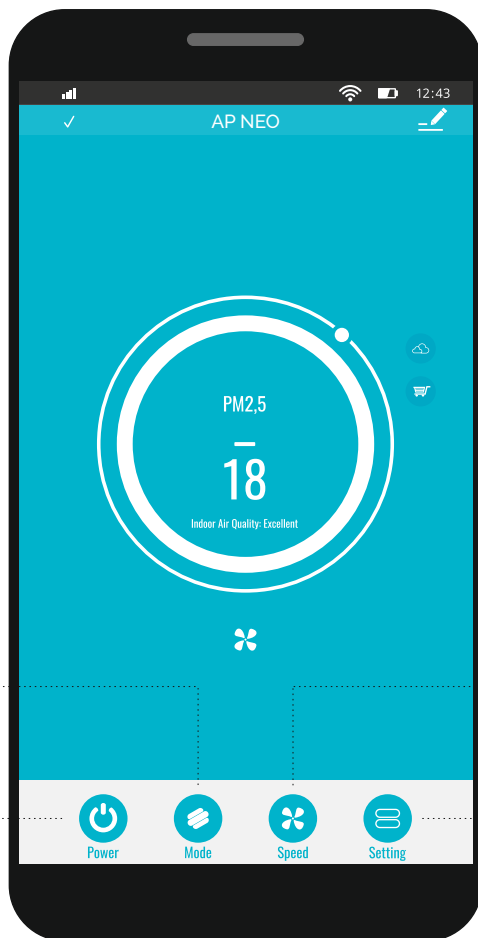 12:43
AP NEO
PM2,5
18
Indoor Air Quality: Excellent
Power Mode Speed Setting